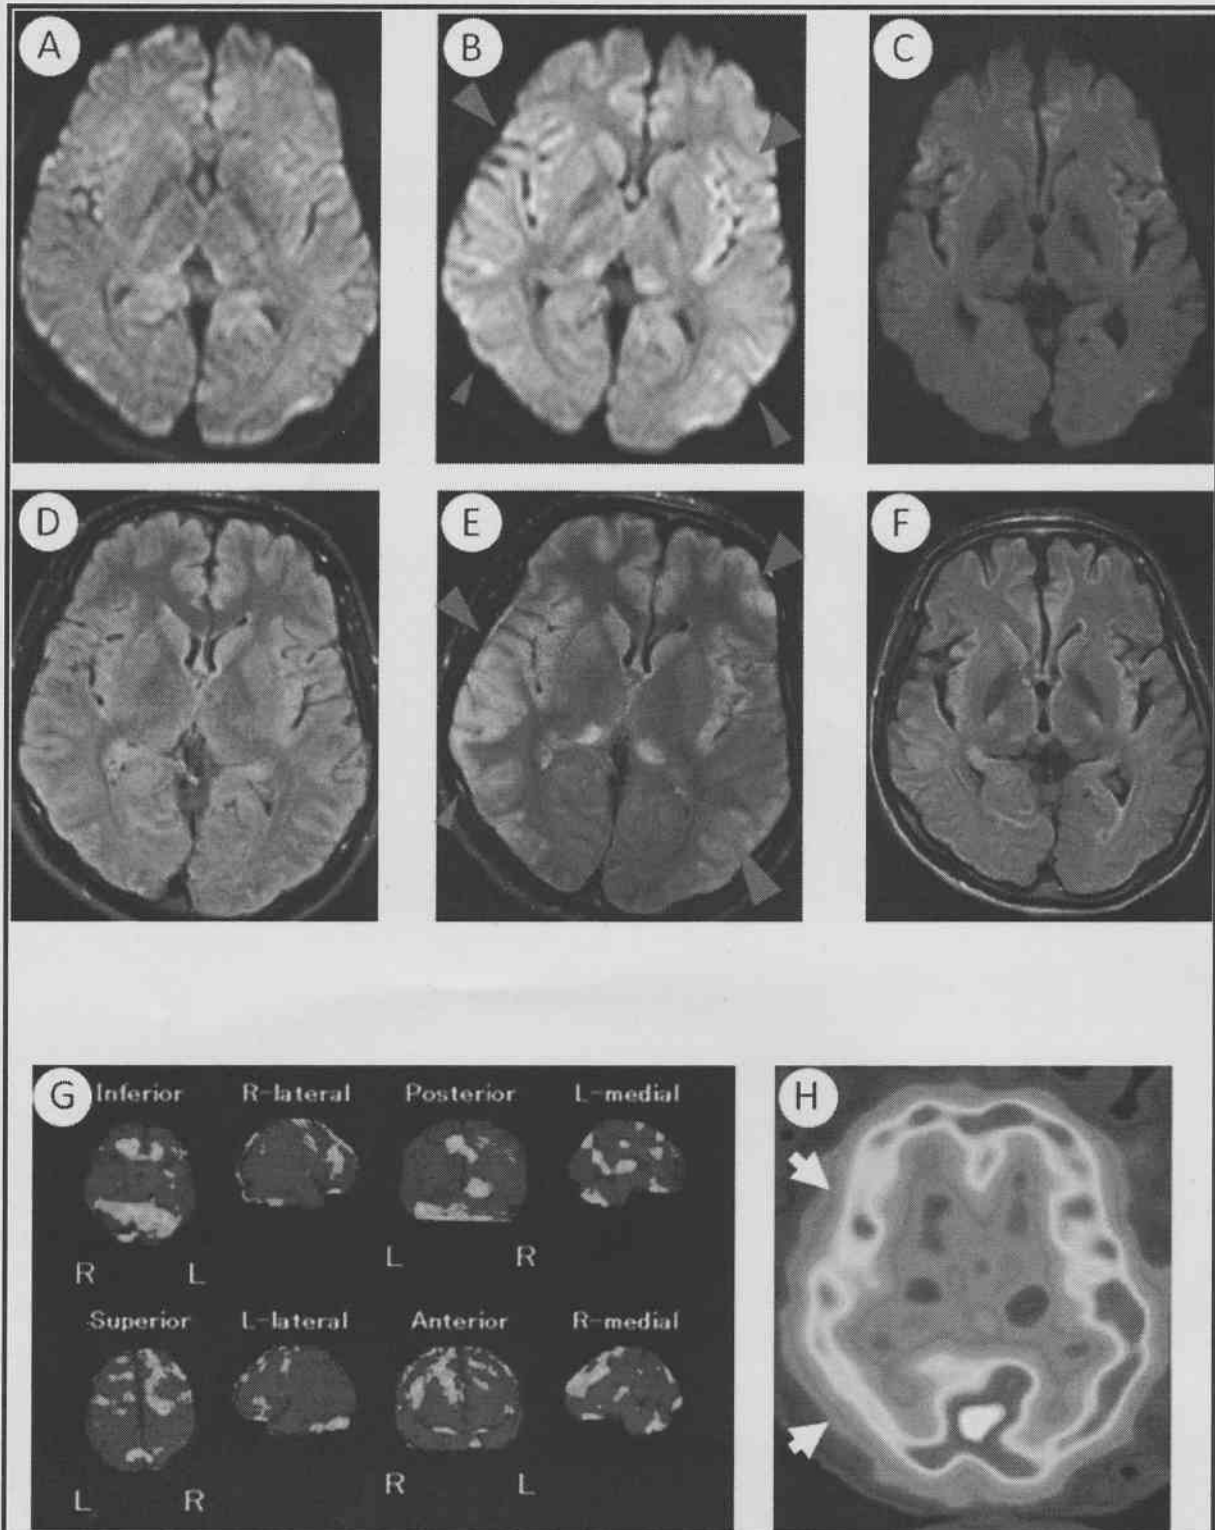 A B C
D E F
G Inferior R-lateral Posterior L-medial H
R L L R
Superior L-lateral Anterior R-medial
L R R L